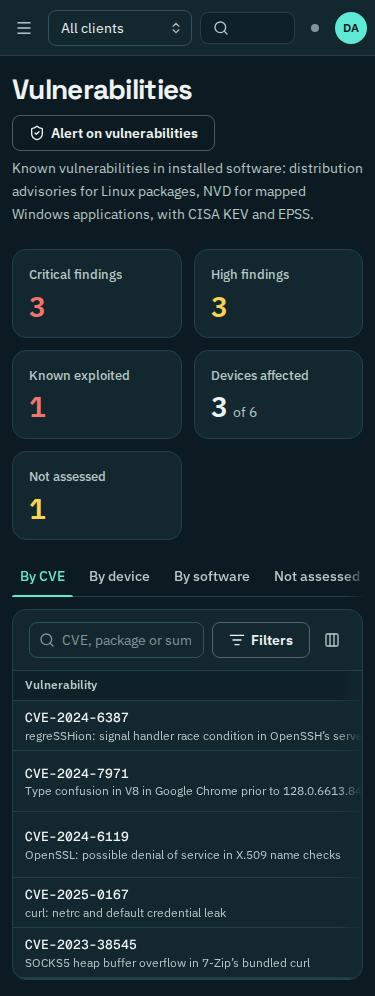 All clients
DA
Vulnerabilities
Alert on vulnerabilities
Known vulnerabilities in installed software: distribution
advisories for Linux packages, NVD for mapped
Windows applications, with CISA KEV and EPSS.
Critical findings
3
High findings
3
Known exploited
1
Devices affected
3 of 6
Not assessed
1
By CVE
By device
By software
Not assessed
CVE, package or sum
Filters
Vulnerability
CVE-2024-6387
regreSSHion: signal handler race condition in OpenSSH's serve
CVE-2024-7971
Type confusion in V8 in Google Chrome prior to 128.0.6613.84
CVE-2024-6119
OpenSSL: possible denial of service in X.509 name checks
CVE-2025-0167
curl: netrc and default credential leak
CVE-2023-38545
SOCKS5 heap buffer overflow in 7-Zip's bundled curl